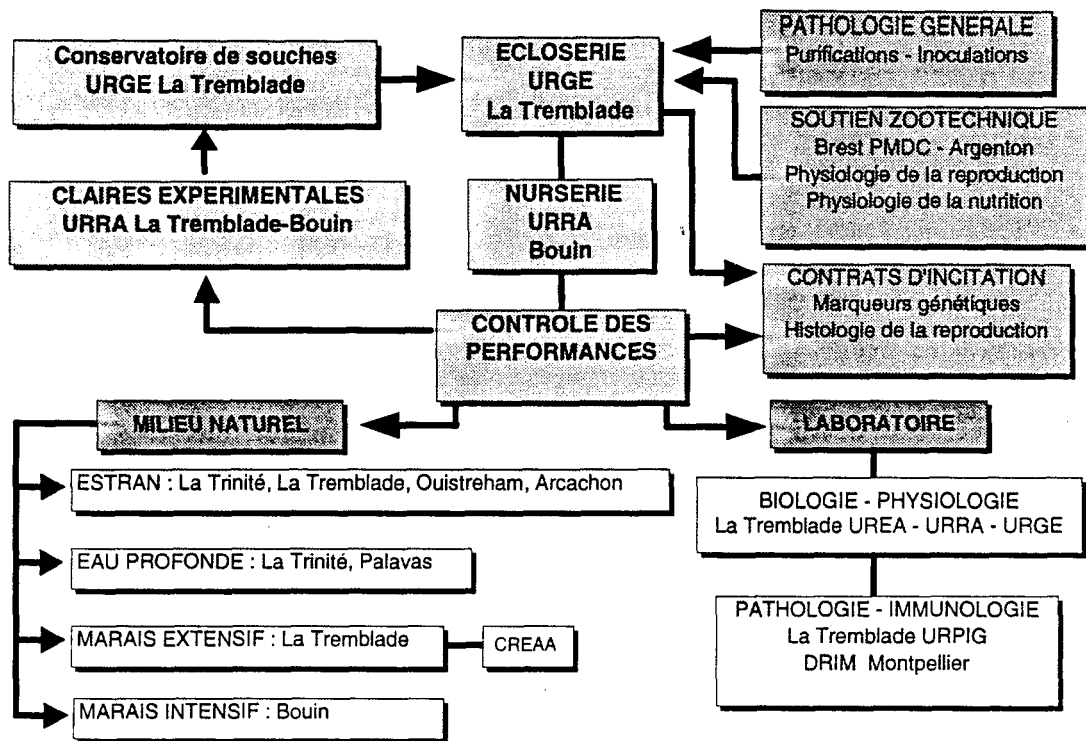 Conservatoire de souches
URGE La Tremblade
ECLOSERIE
URGE
La Tremblade
PATHOLOGIE GENERALE
Purifications - Inoculations
SOUTIEN ZOOTECHNIQUE
Brest PMDC - Argenton
Physiologie de la reproduction
Physiologie de la nutrition
CLAIRES EXPERIMENTALES
URRA La Tremblade-Bouin
NURSERIE
URRA
Bouin
CONTRATS D'INCITATION
Marqueurs génétiques
Histologie de la reproduction
CONTROLE DES
PERFORMANCES
MILIEU NATUREL
LABORATOIRE
ESTRAN : La Trinité, La Tremblade, Ouistreham, Arcachon
EAU PROFONDE : La Trinité, Palavas
MARAIS EXTENSIF : La Tremblade
CREAA
MARAIS INTENSIF : Bouin
BIOLOGIE - PHYSIOLOGIE
La Tremblade UREA - URRA - URGE
PATHOLOGIE - IMMUNOLOGIE
La Tremblade URPIG
DRIM Montpellier